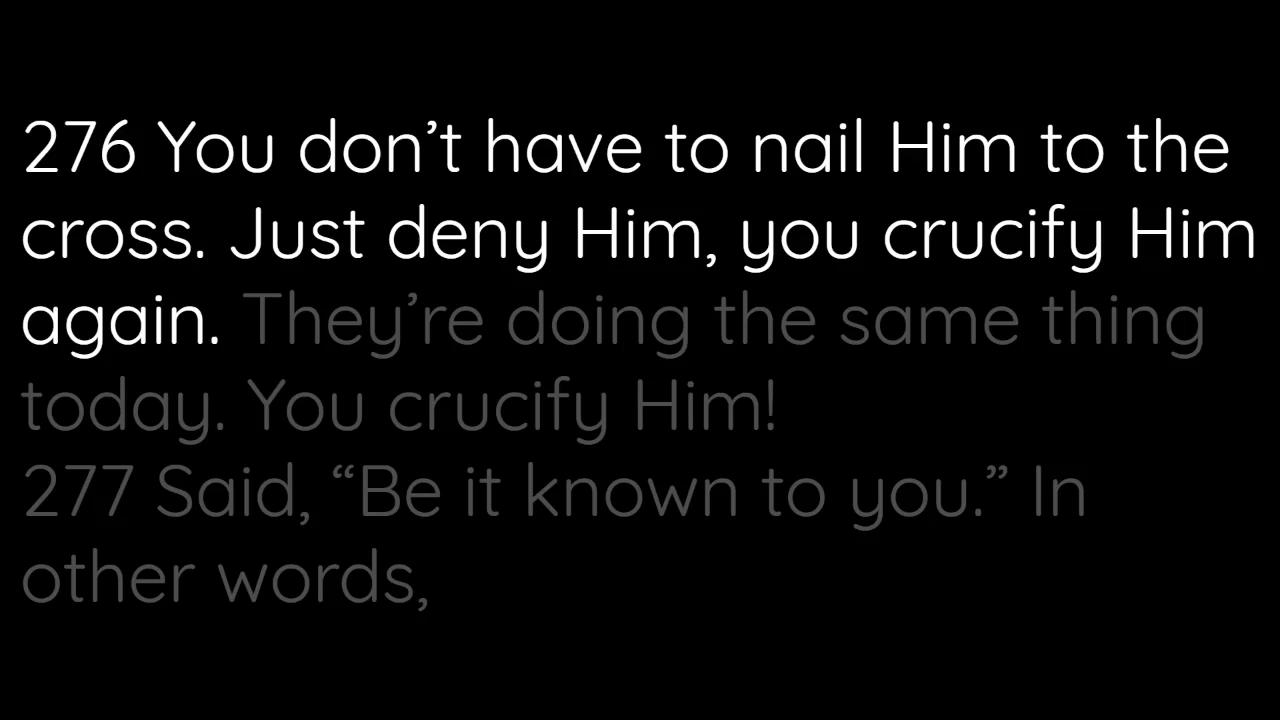 276 You don’t have to nail Him to the
cross. Just deny Him, you crucify Him
again. They’re doing the same thing
today. You crucify Him!
277 Said, “Be it known to you.” In
other words,